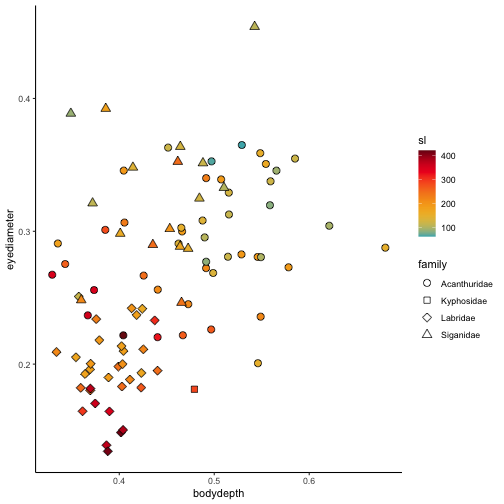 0.4
0.3
0.2
eyediameter
0.4 0.5 0.6
bodydepth
sl
400
300
200
100
family
Acanthuridae
Kyphosidae
Labridae
Siganidae